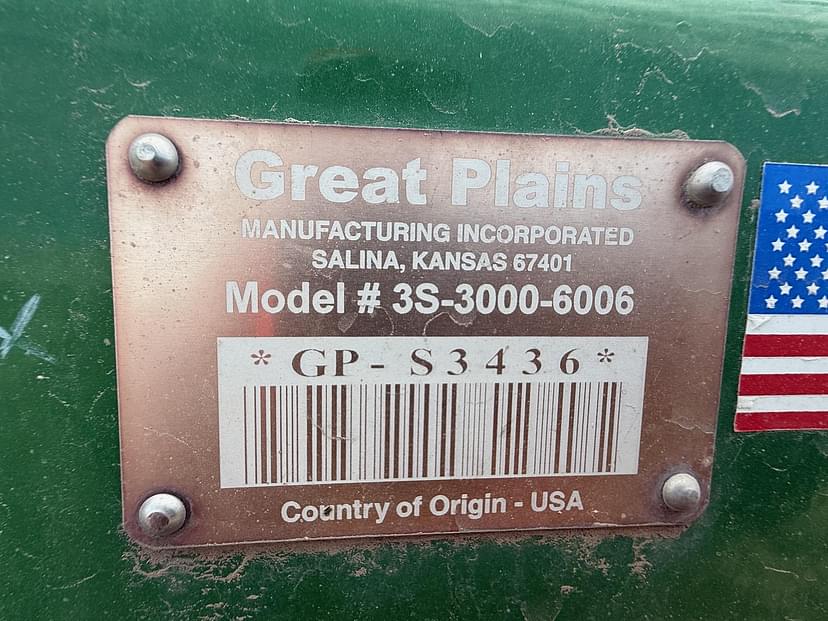 Great Plains
MANUFACTURING INCORPORATED
SALINA, KANSAS 67401
Model # 3S-3000-6006
*GP-S3436*
Country of Origin - USA